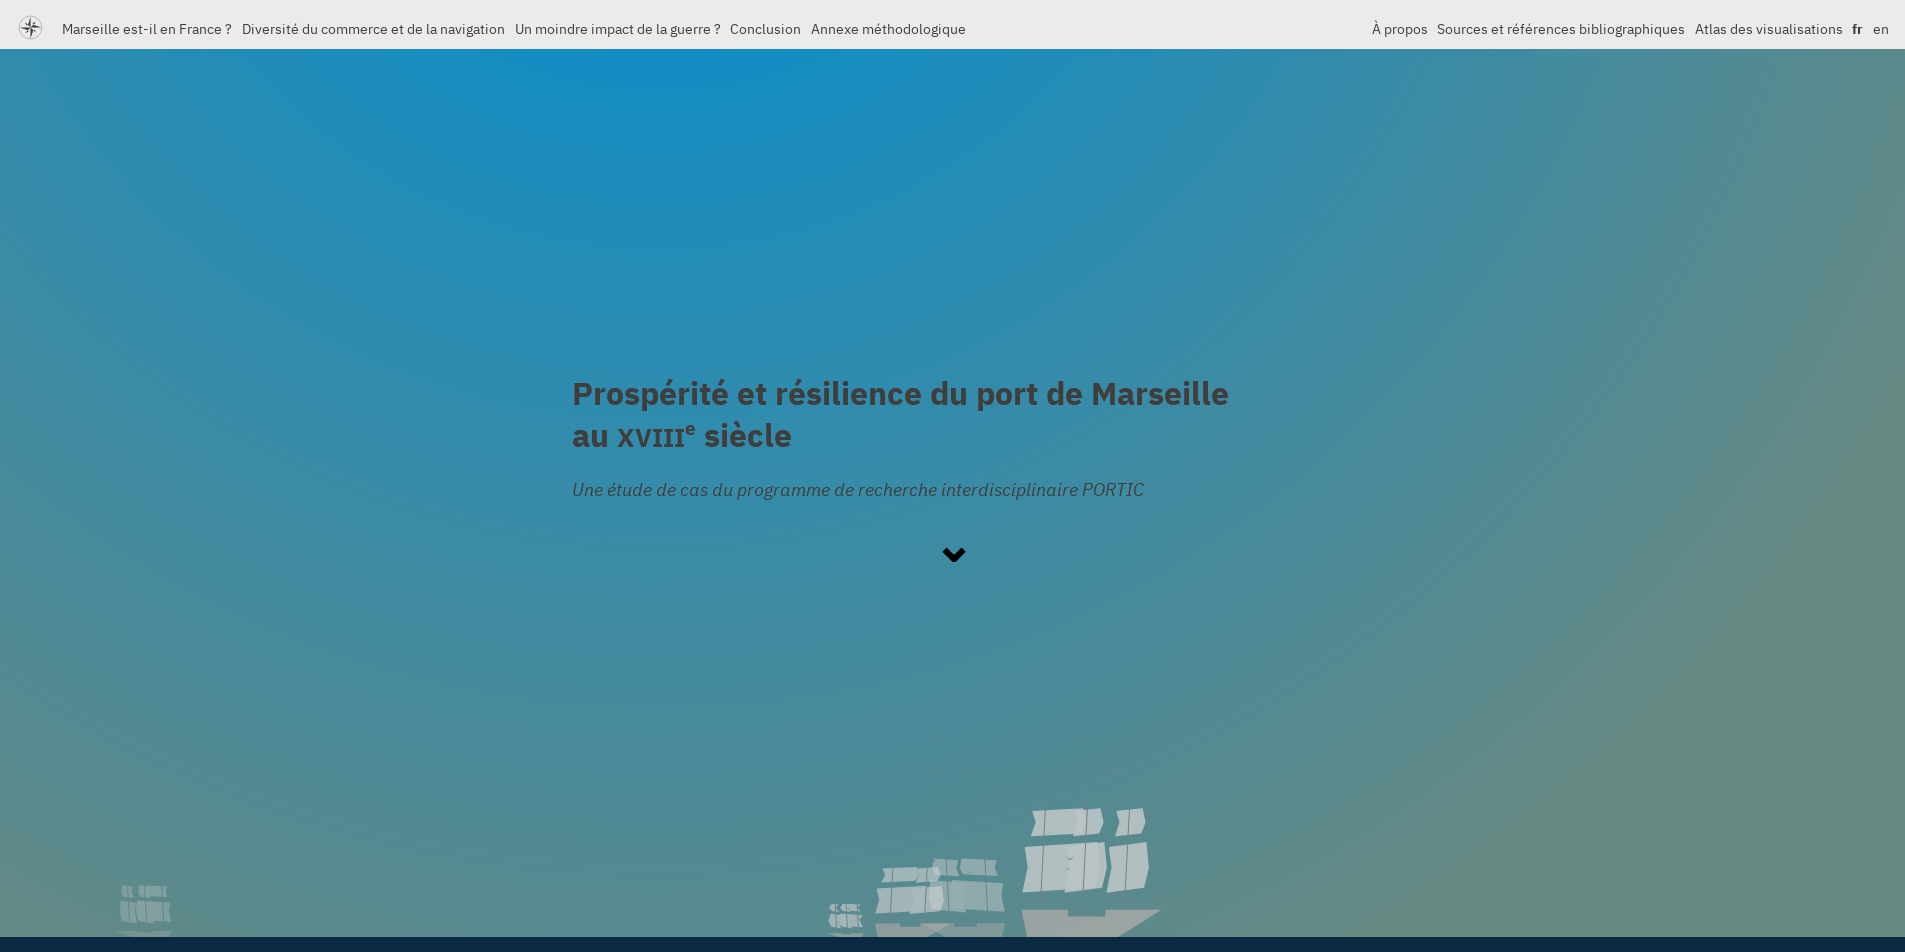 Marseille est-il en France ? Diversité du commerce et de la navigation Un moindre impact de la guerre ? Conclusion Annexe méthodologique À propos Sources et références bibliographiques Atlas des visualisations fr en
Prospérité et résilience du port de Marseille
au XVIIIe siècle
Une étude de cas du programme de recherche interdisciplinaire PORTIC